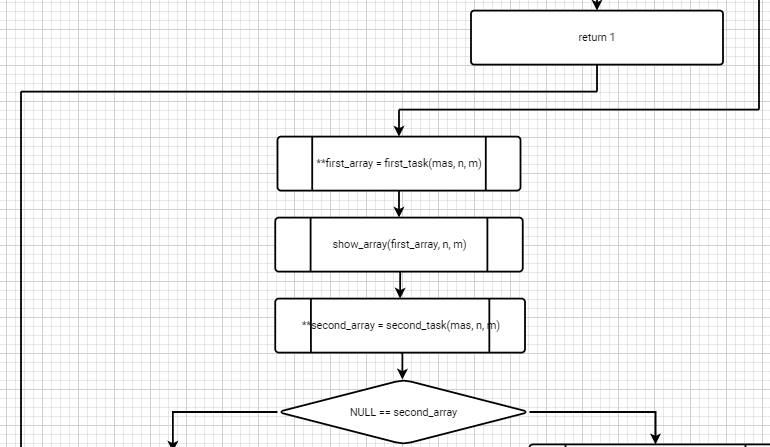 return 1
**first_array = first_task(mas, n, m)
show_array(first_array, n, m)
**second_array = second_task(mas, n, m)
NULL == second_array